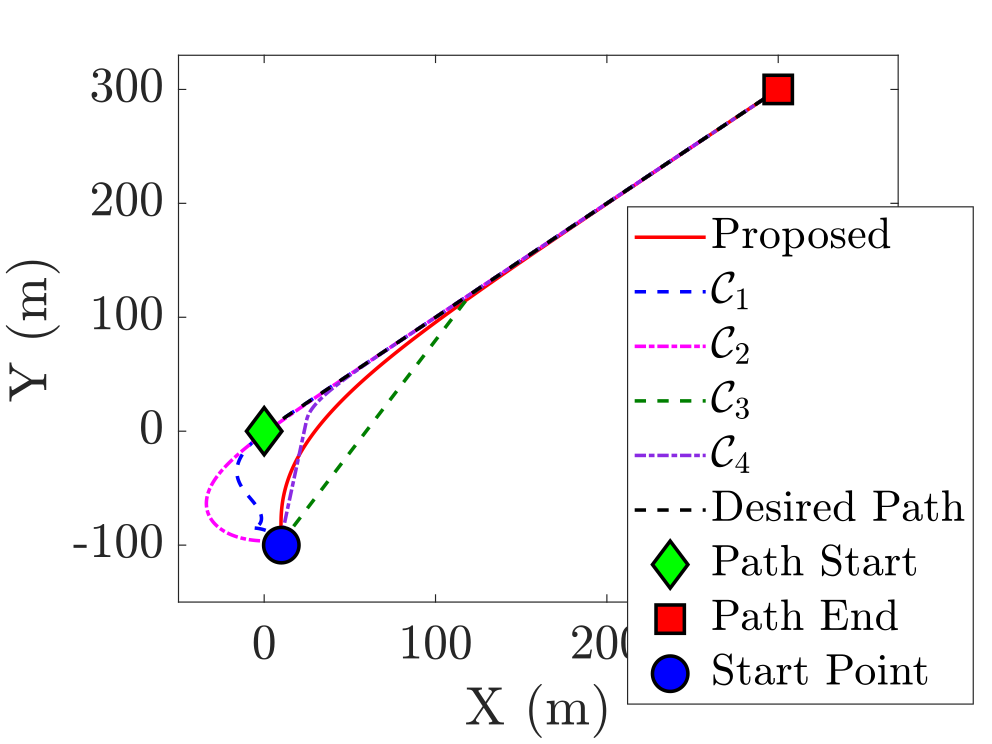 300
200
100
0
-100
Y (m)
0
100
200
X (m)
Proposed
𝒞1
𝒞2
𝒞3
𝒞4
Desired Path
Path Start
Path End
Start Point